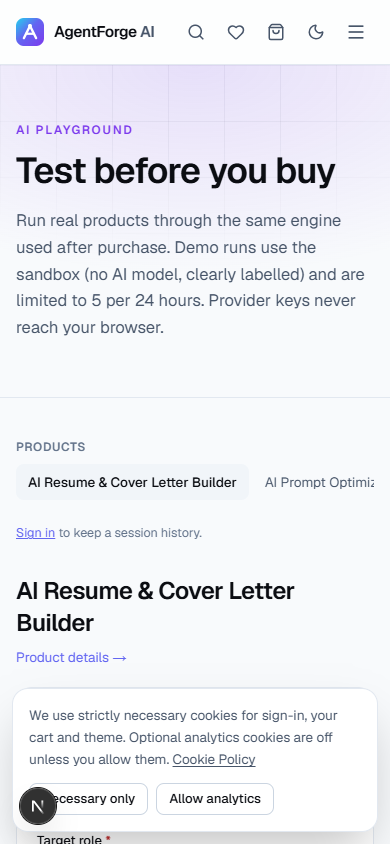 AgentForge AI
AI PLAYGROUND
Test before you buy
Run real products through the same engine
used after purchase. Demo runs use the
sandbox (no AI model, clearly labelled) and are
limited to 5 per 24 hours. Provider keys never
reach your browser.
PRODUCTS
AI Resume & Cover Letter Builder AI Prompt
Sign in to keep a session history.
AI Resume & Cover Letter
Builder
Product details →
We use strictly necessary cookies for sign-in, your
cart and theme. Optional analytics cookies are off
unless you allow them. Cookie Policy
only Allow analytics
Target role *